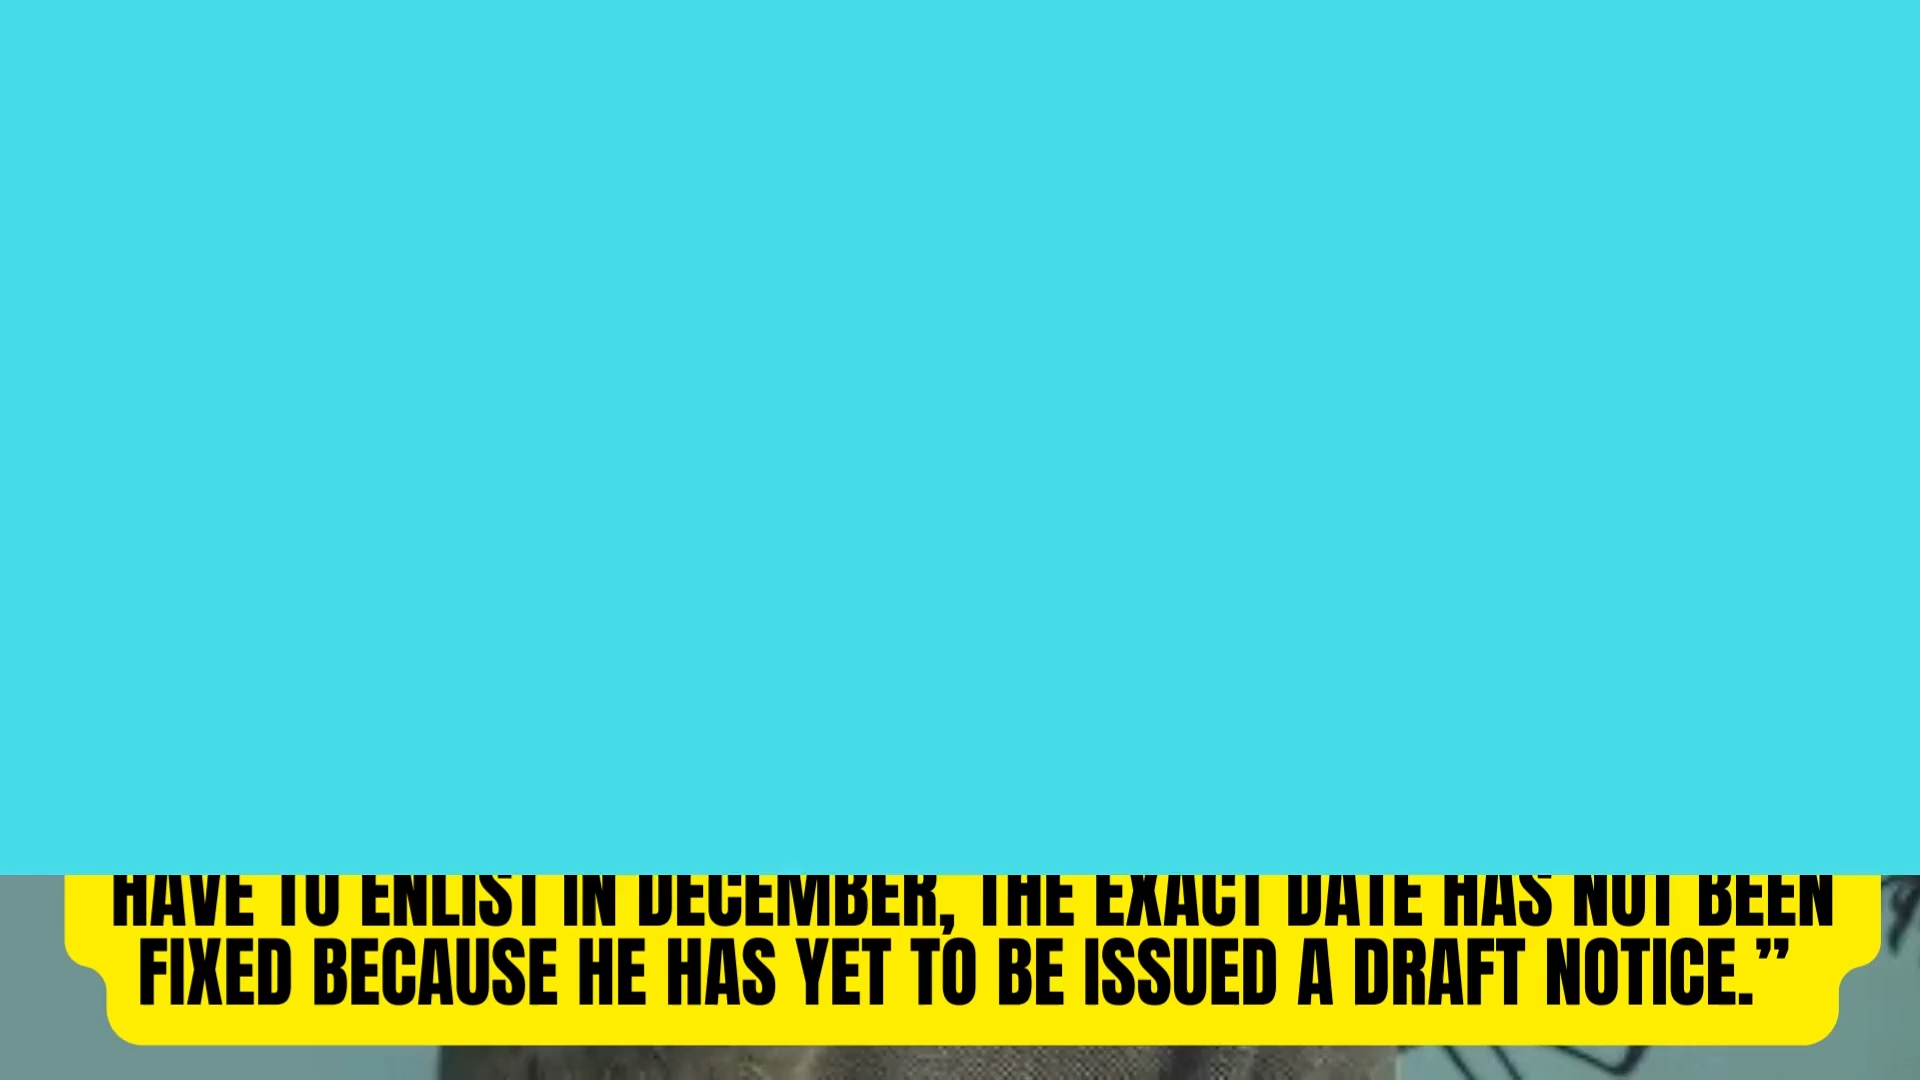 HAVE TO ENLIST IN DECEMBER, THE EXACT DATE HAS NOT BEEN
FIXED BECAUSE HE HAS YET TO BE ISSUED A DRAFT NOTICE.”